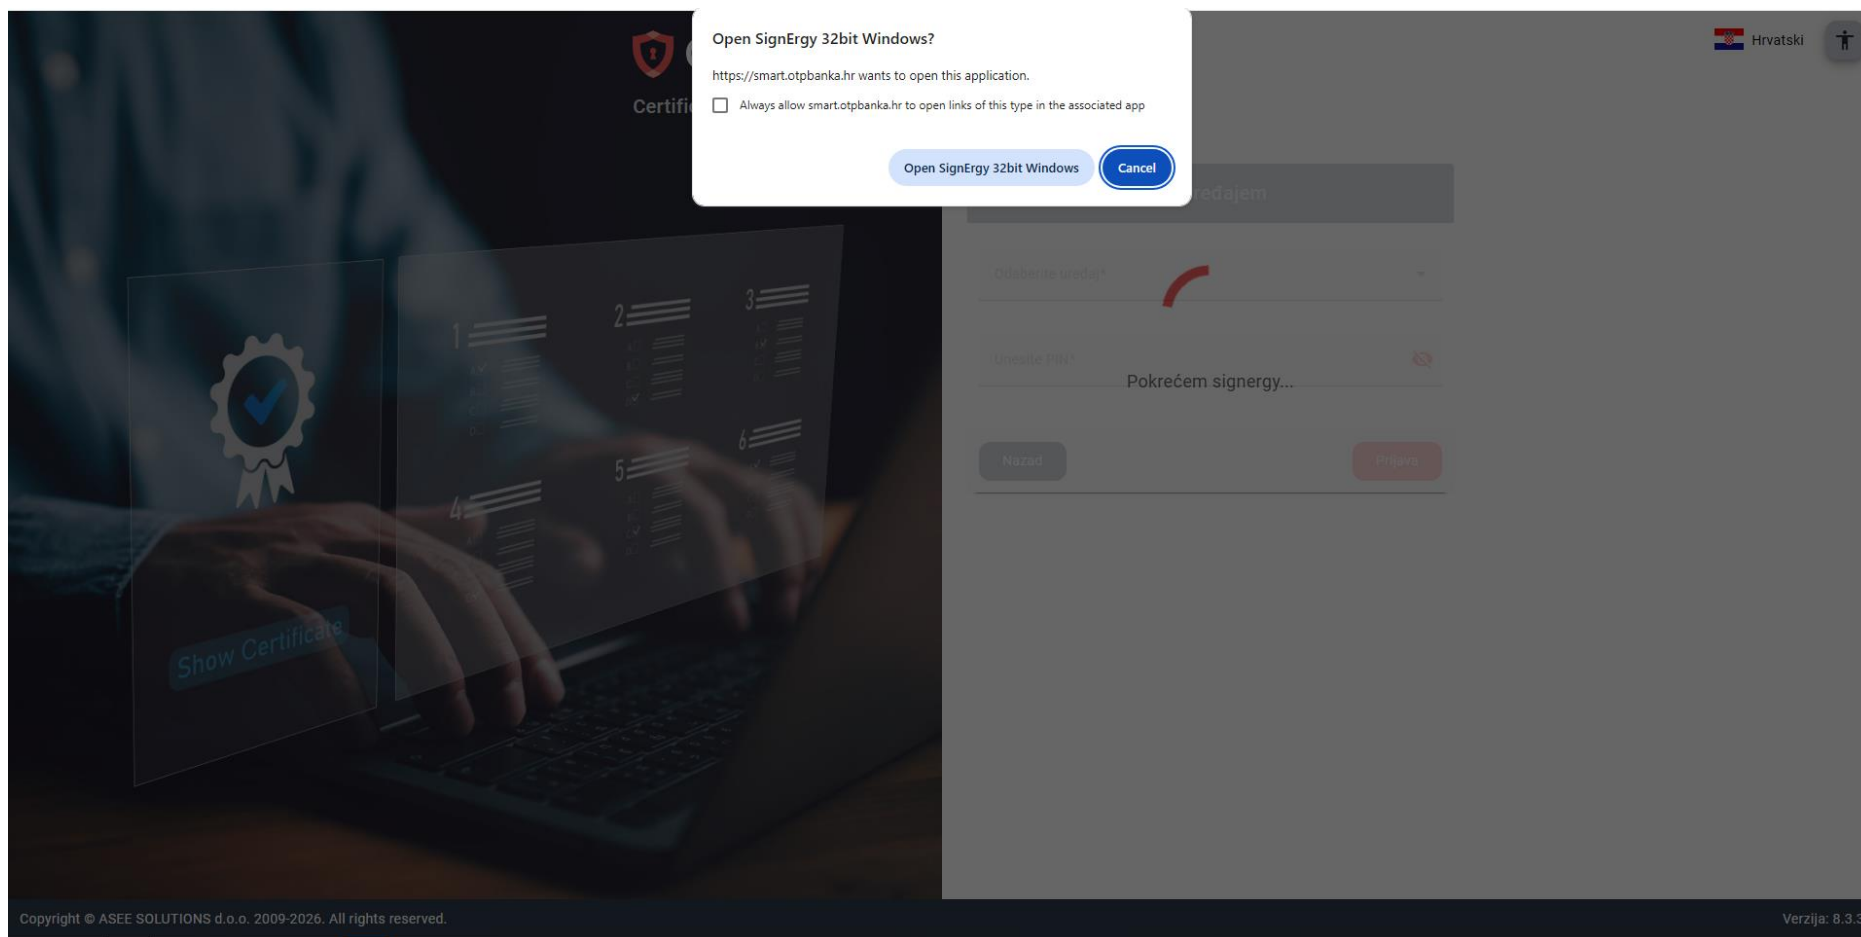 Open SignErgy 32bit Windows?
https://smart.otpbanka.hr wants to open this application.
Always allow smart.otpbanka.hr to open links of this type in the associated app
Open SignErgy 32bit Windows
Cancel
Hrvatski
Certifi
ređajem
Odaberite uređaj*
Unesite PIN*
Pokrećem signergy...
Nazad
Prijava
1
2
3
4
5
6
Show Certificate
Copyright © ASEE SOLUTIONS d.o.o. 2009-2026. All rights reserved.
Verzija: 8.3.3